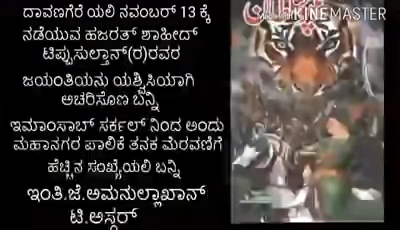 ದಾವಣಗೆರೆ ಯಲಿ ನವಂಬರ್ 13 ಕ್ಕೆ
ನಡೆಯುವ ಹಜರತ್ ಶಾಹೀದ್
ಟಿಪ್ಪುಸುಲ್ತಾನ್(ರ)ರವರ
ಜಯಂತಿಯನು ಯಶ್ವಿಸಿಯಾಗಿ
ಅಚರಿಸೋಣ ಬನ್ನಿ
ಇಮಾಂಸಾಬ್ ಸರ್ಕಲ್ ನಿಂದ ಅಂದು
ಮಹಾನಗರ ಪಾಲಿಕೆ ತನಕ ಮೆರವಣಿಗೆ
ಹೆಚ್ಚಿನ ಸಂಖ್ಯೆಯಲಿ ಬನ್ನಿ
ಇಂತಿ.ಜೆ.ಅಮನುಲ್ಲಾಖಾನ್
ಟಿ.ಅಸ್ಗರ್
KINEMASTER